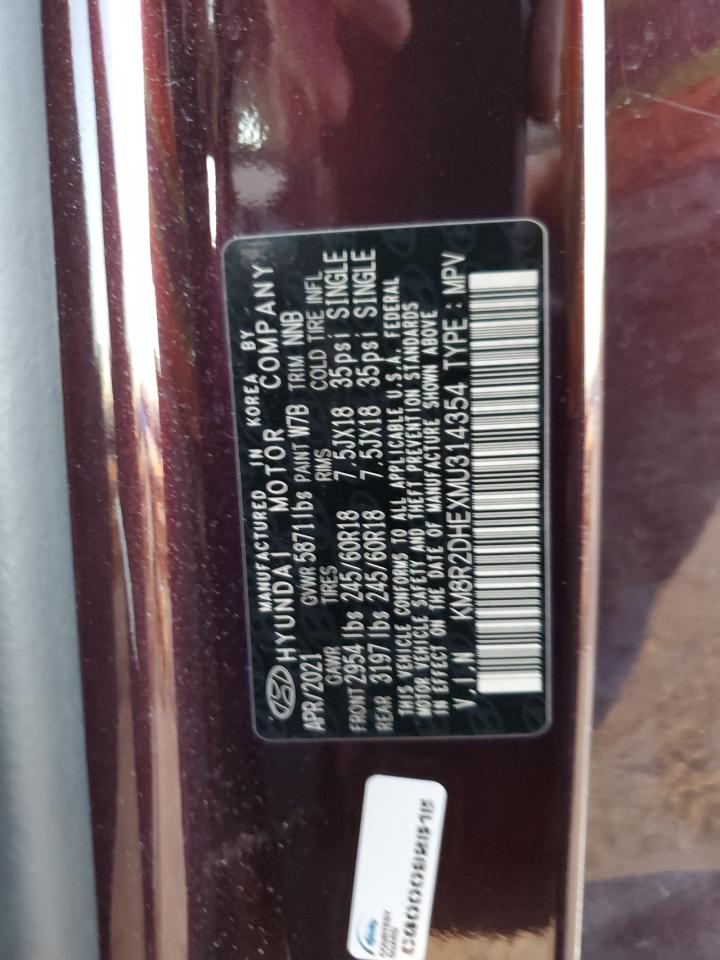 MANUFACTURED IN KOREA BY
HYUNDAI MOTOR COMPANY
APR/2021 GVWR 5871lbs PAINT W7B TRIM NNB
GAWR TIRES RIMS COLD TIRE INFL
FRONT 2954 lbs 245/60R18 7.5JX18 35psi SINGLE
REAR 3197 lbs 245/60R18 7.5JX18 35psi SINGLE
THIS VEHICLE CONFORMS TO ALL APPLICABLE U.S.A. FEDERAL
MOTOR VEHICLE SAFETY AND THEFT PREVENTION STANDARDS
IN EFFECT ON THE DATE OF MANUFACTURE SHOWN ABOVE
V.I.N KM8R2DHEXMU314354 TYPE : MPV
GUARD